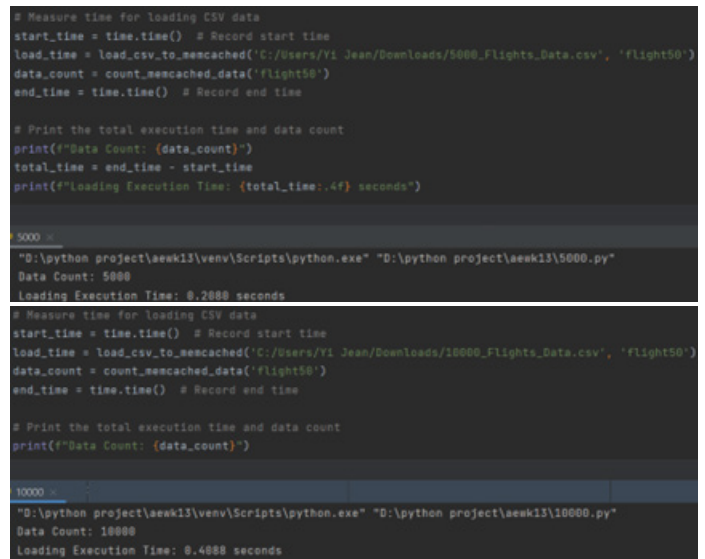 # Measure time for loading CSV data
start_time = time.time()  # Record start time
load_time = load_csv_to_memcached('C:/Users/Yi Jean/Downloads/5000_Flights_Data.csv', 'flight50')
data_count = count_memcached_data('flight50')
end_time = time.time()  # Record end time
# Print the total execution time and data count
print(f"Data Count: {data_count}")
total_time = end_time - start_time
print(f"Loading Execution Time: {total_time:.4f} seconds")
5000 ×
"D:\python project\aewk13\venv\Scripts\python.exe" "D:\python project\aewk13\5000.py"
Data Count: 5000
Loading Execution Time: 0.2080 seconds
# Measure time for loading CSV data
start_time = time.time()  # Record start time
load_time = load_csv_to_memcached('C:/Users/Yi Jean/Downloads/10000_Flights_Data.csv', 'flight50')
data_count = count_memcached_data('flight50')
end_time = time.time()  # Record end time
# Print the total execution time and data count
print(f"Data Count: {data_count}")
10000 ×
"D:\python project\aewk13\venv\Scripts\python.exe" "D:\python project\aewk13\10000.py"
Data Count: 10000
Loading Execution Time: 0.4088 seconds